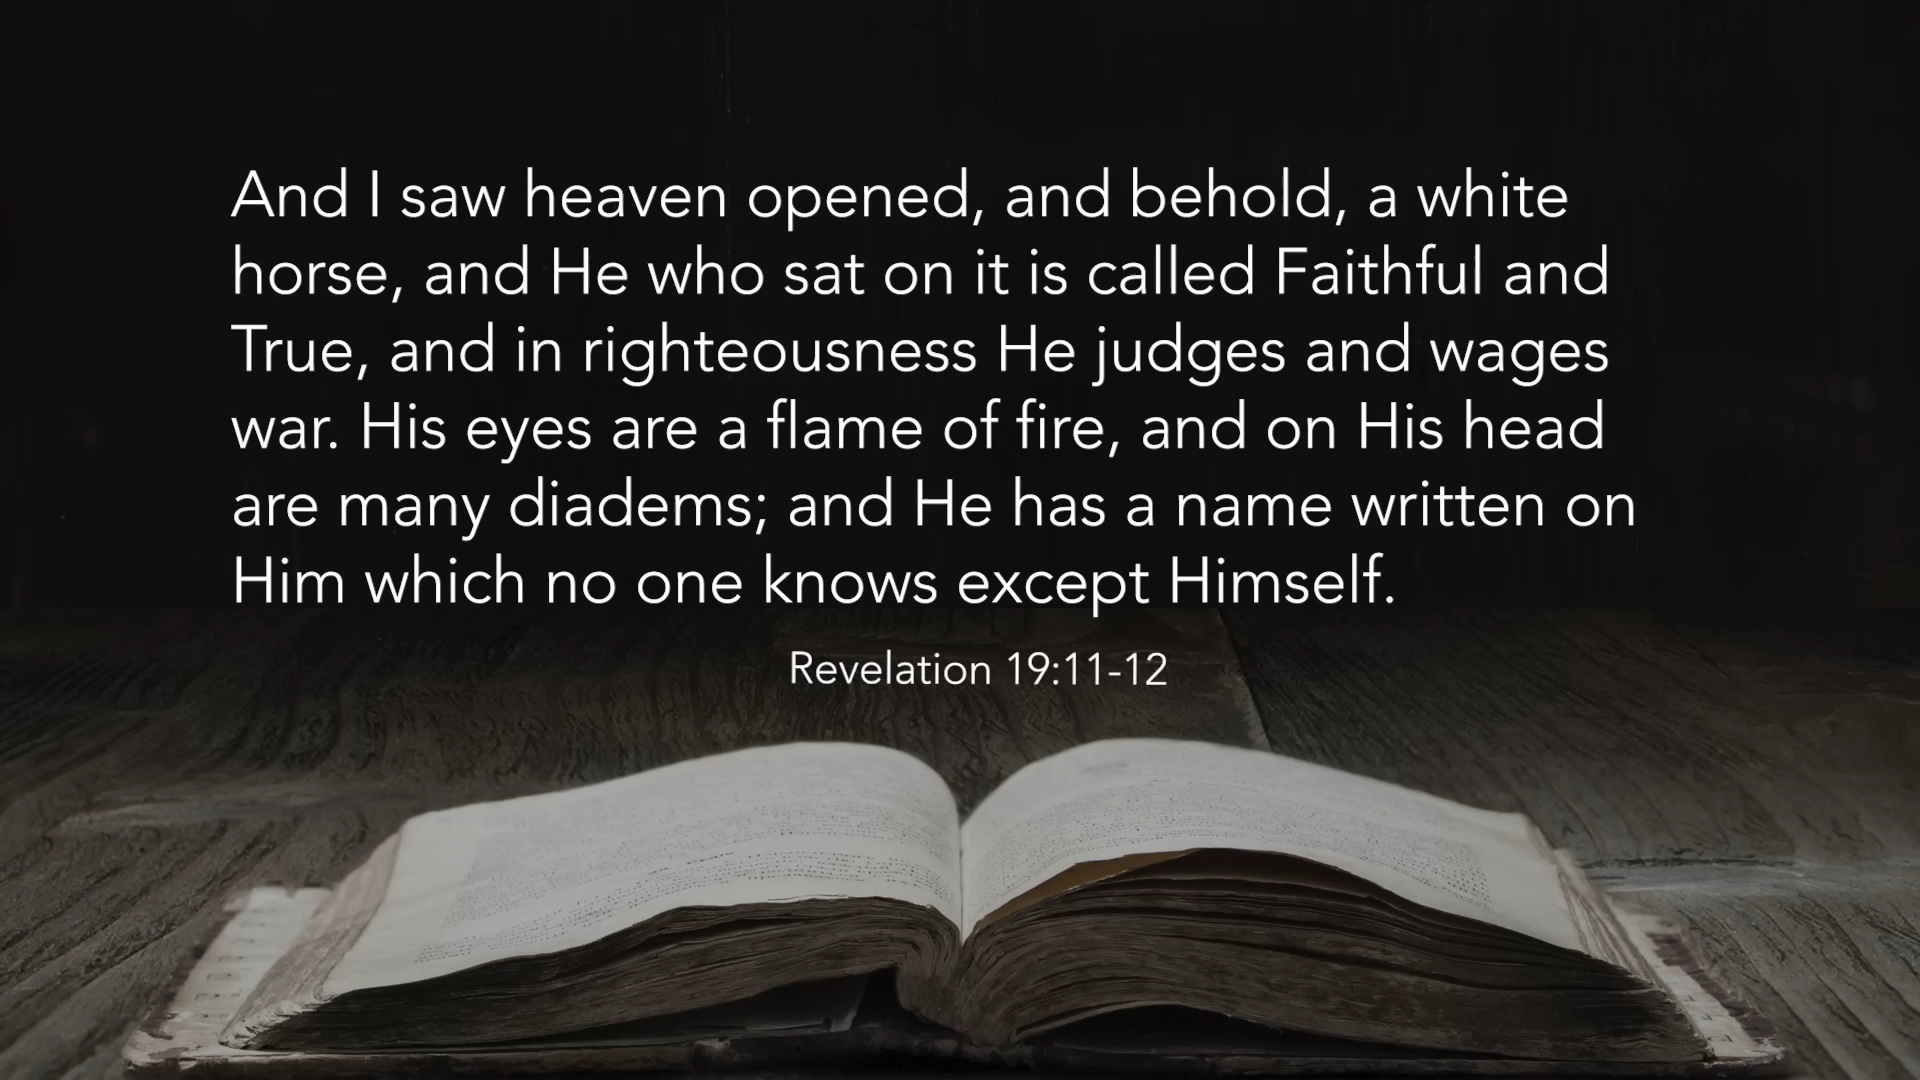 And I saw heaven opened, and behold, a white
horse, and He who sat on it is called Faithful and
True, and in righteousness He judges and wages
war. His eyes are a flame of fire, and on His head
are many diadems; and He has a name written on
Him which no one knows except Himself.
Revelation 19:11-12